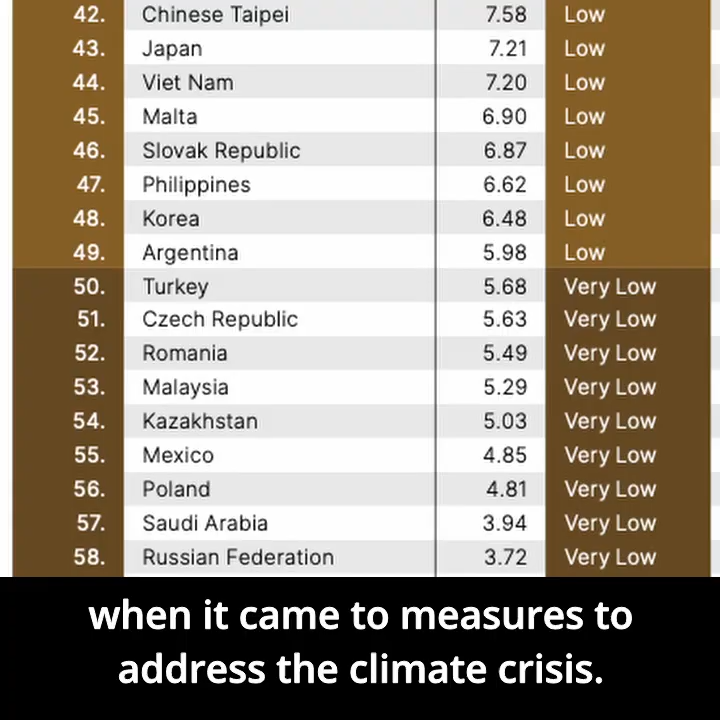 42. Chinese Taipei 7.58 Low
43. Japan 7.21 Low
44. Viet Nam 7.20 Low
45. Malta 6.90 Low
46. Slovak Republic 6.87 Low
47. Philippines 6.62 Low
48. Korea 6.48 Low
49. Argentina 5.98 Low
50. Turkey 5.68 Very Low
51. Czech Republic 5.63 Very Low
52. Romania 5.49 Very Low
53. Malaysia 5.29 Very Low
54. Kazakhstan 5.03 Very Low
55. Mexico 4.85 Very Low
56. Poland 4.81 Very Low
57. Saudi Arabia 3.94 Very Low
58. Russian Federation 3.72 Very Low
when it came to measures to
address the climate crisis.